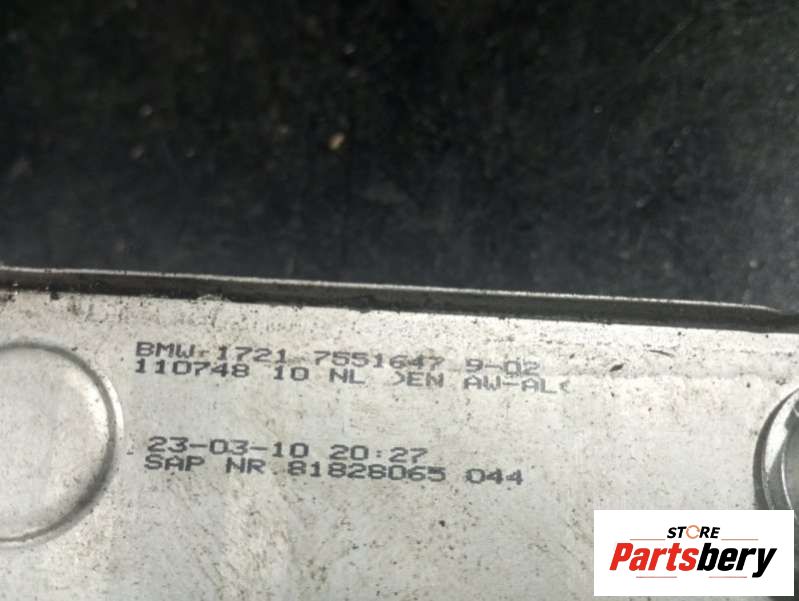 BMW 1721 7551647 9-02
110748 10 NL >EN AW-AL<
23-03-10 20:27
SAP NR 81828065 044
STORE
Partsbery